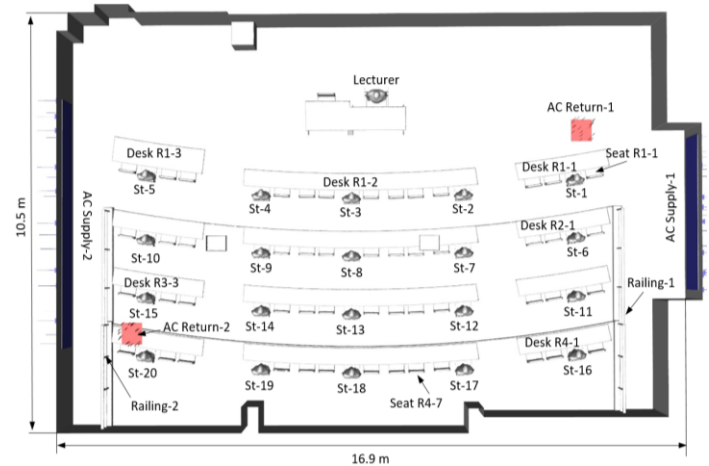 Lecturer
AC Return-1
Desk R1-3
Desk R1-2
Desk R1-1
Seat R1-1
St-5
St-4
St-3
St-2
St-1
AC Supply-2
AC Supply-1
10.5 m
Desk R2-1
St-10
St-9
St-8
St-7
St-6
Desk R3-3
Railing-1
St-15
St-14
St-13
St-12
St-11
AC Return-2
Desk R4-1
St-20
St-19
St-18
St-17
St-16
Railing-2
Seat R4-7
16.9 m